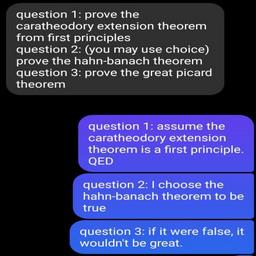 question 1: prove the
caratheodory extension theorem
from first principles
question 2: (you may use choice)
prove the hahn-banach theorem
question 3: prove the great picard
theorem
question 1: assume the
caratheodory extension
theorem is a first principle.
QED
question 2: I choose the
hahn-banach theorem to be
true
question 3: if it were false, it
wouldn't be great.